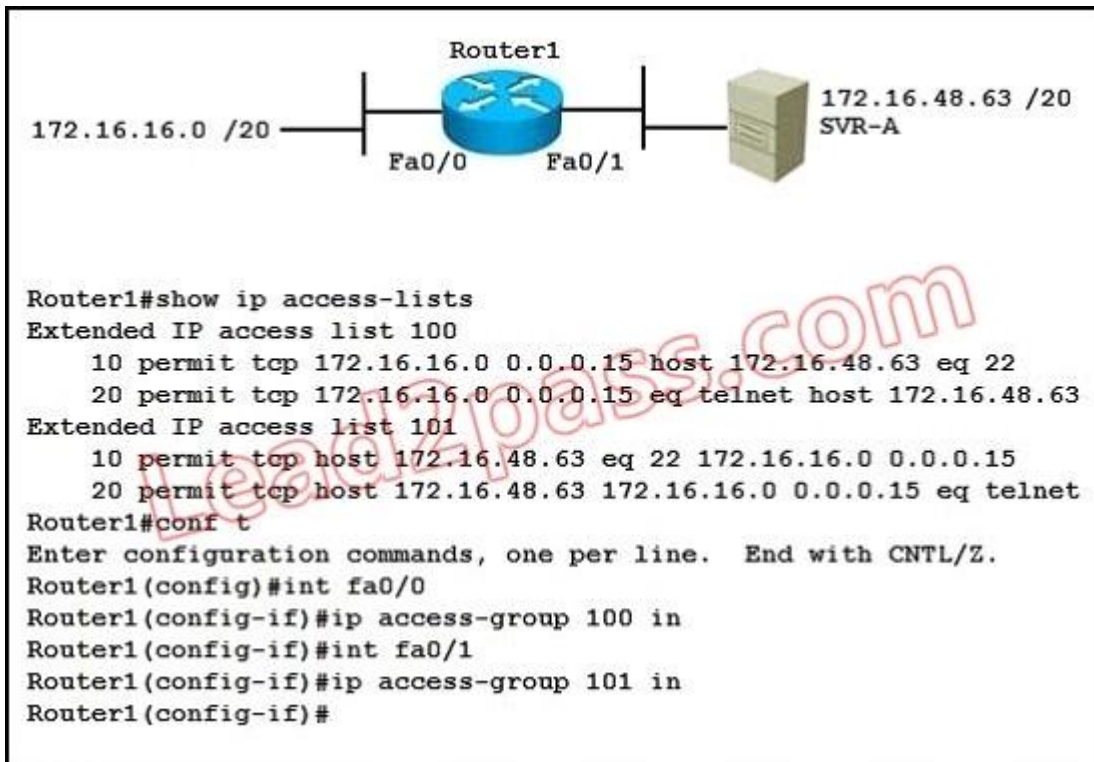 Router1
172.16.16.0 /20
172.16.48.63 /20
SVR-A
Fa0/0
Fa0/1
Router1#show ip access-lists
Extended IP access list 100
10 permit tcp 172.16.16.0 0.0.0.15 host 172.16.48.63 eq 22
20 permit tcp 172.16.16.0 0.0.0.15 eq telnet host 172.16.48.63
Extended IP access list 101
10 permit tcp host 172.16.48.63 eq 22 172.16.16.0 0.0.0.15
20 permit tcp host 172.16.48.63 172.16.16.0 0.0.0.15 eq telnet
Router1#conf t
Enter configuration commands, one per line. End with CNTL/Z.
Router1(config)#int fa0/0
Router1(config-if)#ip access-group 100 in
Router1(config-if)#int fa0/1
Router1(config-if)#ip access-group 101 in
Router1(config-if)#
Lead2pass.com